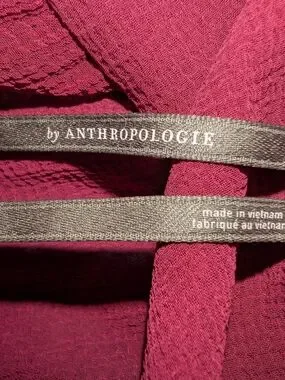 by ANTHROPOLOGIE
made in vietnam
fabriqué au vietnam